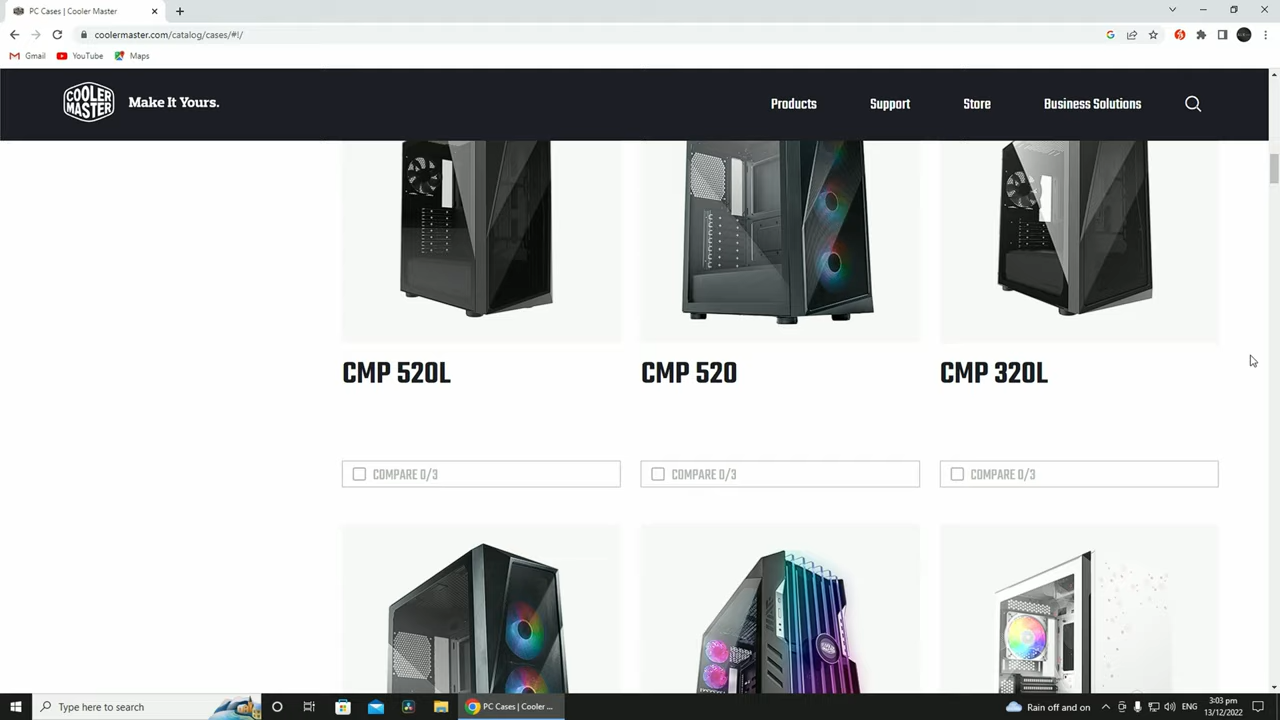 PC Cases | Cooler Master
coolermaster.com/catalog/cases/#!/
Gmail
YouTube
Maps
COOLER MASTER
Make It Yours.
Products
Support
Store
Business Solutions
CMP 520L
CMP 520
CMP 320L
COMPARE 0/3
COMPARE 0/3
COMPARE 0/3
Type here to search
PC Cases | Cooler ...
Rain off and on
3:03 pm
13/12/2022